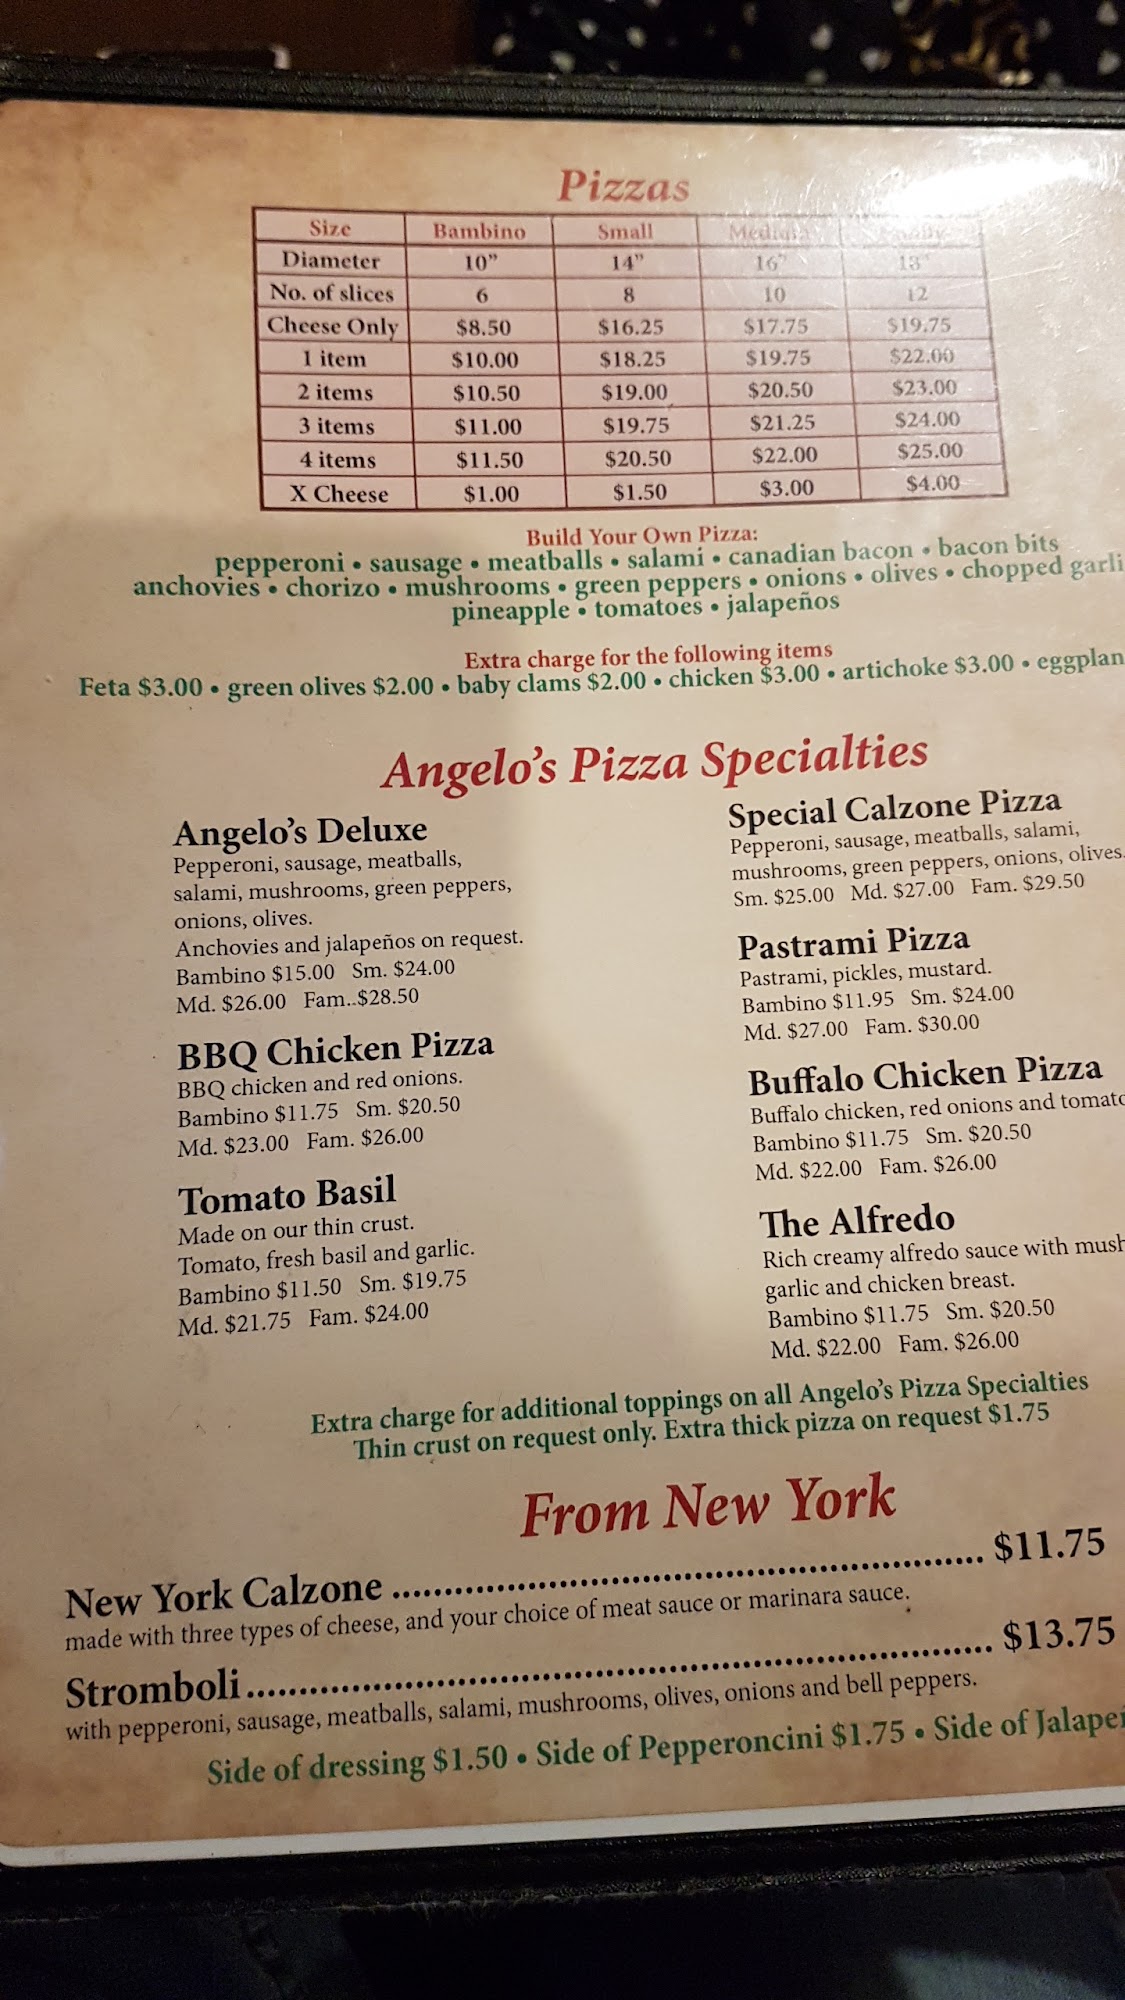 Pizzas
Size Bambino Small Medium Family
Diameter 10" 14" 16" 18"
No. of slices 6 8 10 12
Cheese Only $8.50 $16.25 $17.75 $19.75
1 item $10.00 $18.25 $19.75 $22.00
2 items $10.50 $19.00 $20.50 $23.00
3 items $11.00 $19.75 $21.25 $24.00
4 items $11.50 $20.50 $22.00 $25.00
X Cheese $1.00 $1.50 $3.00 $4.00
Build Your Own Pizza:
pepperoni • sausage • meatballs • salami • canadian bacon • bacon bits
anchovies • chorizo • mushrooms • green peppers • onions • olives • chopped garli
pineapple • tomatoes • jalapeños
Extra charge for the following items
Feta $3.00 • green olives $2.00 • baby clams $2.00 • chicken $3.00 • artichoke $3.00 • eggplan
Angelo's Pizza Specialties
Angelo's Deluxe
Pepperoni, sausage, meatballs,
salami, mushrooms, green peppers,
onions, olives.
Anchovies and jalapeños on request.
Bambino $15.00 Sm. $24.00
Md. $26.00 Fam..$28.50
BBQ Chicken Pizza
BBQ chicken and red onions.
Bambino $11.75 Sm. $20.50
Md. $23.00 Fam. $26.00
Tomato Basil
Made on our thin crust.
Tomato, fresh basil and garlic.
Bambino $11.50 Sm. $19.75
Md. $21.75 Fam. $24.00
Special Calzone Pizza
Pepperoni, sausage, meatballs, salami,
mushrooms, green peppers, onions, olives.
Sm. $25.00 Md. $27.00 Fam. $29.50
Pastrami Pizza
Pastrami, pickles, mustard.
Bambino $11.95 Sm. $24.00
Md. $27.00 Fam. $30.00
Buffalo Chicken Pizza
Buffalo chicken, red onions and tomato
Bambino $11.75 Sm. $20.50
Md. $22.00 Fam. $26.00
The Alfredo
Rich creamy alfredo sauce with mush
garlic and chicken breast.
Bambino $11.75 Sm. $20.50
Md. $22.00 Fam. $26.00
Extra charge for additional toppings on all Angelo's Pizza Specialties
Thin crust on request only. Extra thick pizza on request $1.75
From New York
New York Calzone ........ $11.75
made with three types of cheese, and your choice of meat sauce or marinara sauce.
Stromboli ........ $13.75
with pepperoni, sausage, meatballs, salami, mushrooms, olives, onions and bell peppers.
Side of dressing $1.50 • Side of Pepperoncini $1.75 • Side of Jalape